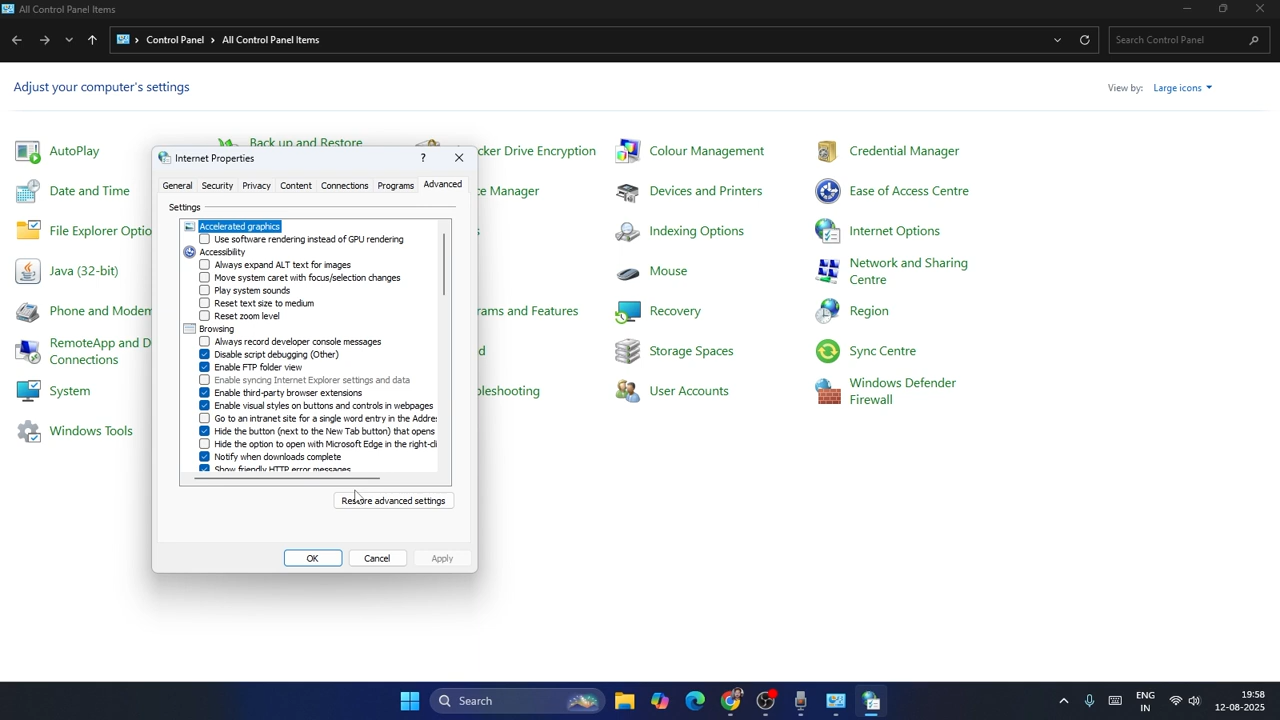 All Control Panel Items
Control Panel > All Control Panel Items
Search Control Panel
Adjust your computer's settings
View by: Large icons
AutoPlay
Back up and Restore
cker Drive Encryption
Colour Management
Credential Manager
Date and Time
ce Manager
Devices and Printers
Ease of Access Centre
File Explorer Optio
s
Indexing Options
Internet Options
Java (32-bit)
Mouse
Network and Sharing
Centre
Phone and Modem
rams and Features
Recovery
Region
RemoteApp and D
Connections
d
Storage Spaces
Sync Centre
System
bleshooting
User Accounts
Windows Defender
Firewall
Windows Tools
Internet Properties
?
General Security Privacy Content Connections Programs Advanced
Settings
Accelerated graphics
Use software rendering instead of GPU rendering
Accessibility
Always expand ALT text for images
Move system caret with focus/selection changes
Play system sounds
Reset text size to medium
Reset zoom level
Browsing
Always record developer console messages
Disable script debugging (Other)
Enable FTP folder view
Enable syncing Internet Explorer settings and data
Enable third-party browser extensions
Enable visual styles on buttons and controls in webpages
Go to an intranet site for a single word entry in the Addre
Hide the button (next to the New Tab button) that opens
Hide the option to open with Microsoft Edge in the right-cli
Notify when downloads complete
Show friendly HTTP error messages
Restore advanced settings
OK Cancel Apply
Search
ENG
IN
19:58
12-08-2025